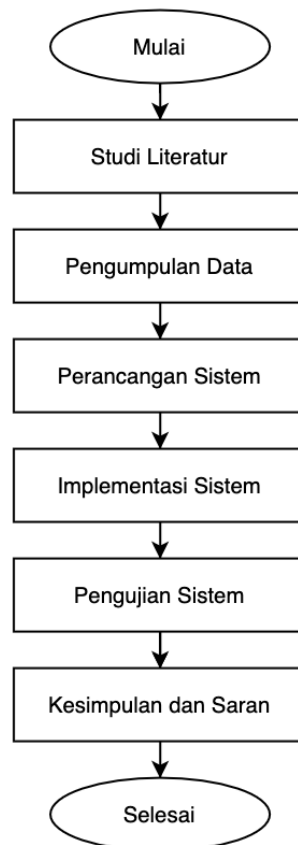 Mulai
Studi Literatur
Pengumpulan Data
Perancangan Sistem
Implementasi Sistem
Pengujian Sistem
Kesimpulan dan Saran
Selesai